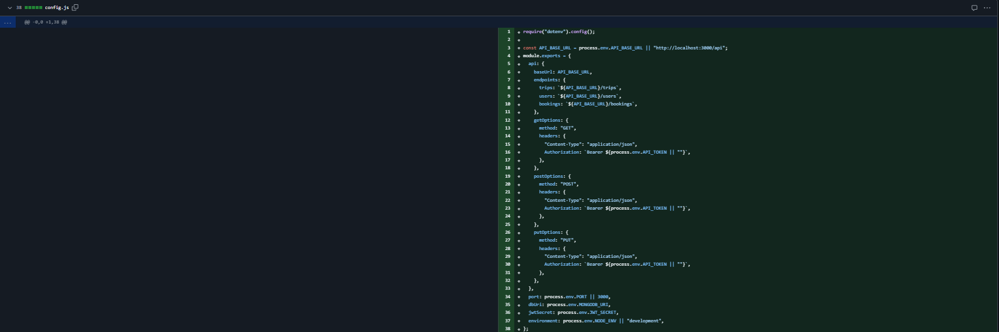 38 config.js
... @@ -0,0 +1,38 @@
1 + require("dotenv").config();
2 +
3 + const API_BASE_URL = process.env.API_BASE_URL || "http://localhost:3000/api";
4 + module.exports = {
5 +   api: {
6 +     baseUrl: API_BASE_URL,
7 +     endpoints: {
8 +       trips: `${API_BASE_URL}/trips`,
9 +       users: `${API_BASE_URL}/users`,
10 +       bookings: `${API_BASE_URL}/bookings`,
11 +     },
12 +     getOptions: {
13 +       method: "GET",
14 +       headers: {
15 +         "Content-Type": "application/json",
16 +         Authorization: `Bearer ${process.env.API_TOKEN || ""}`,
17 +       },
18 +     },
19 +     postOptions: {
20 +       method: "POST",
21 +       headers: {
22 +         "Content-Type": "application/json",
23 +         Authorization: `Bearer ${process.env.API_TOKEN || ""}`,
24 +       },
25 +     },
26 +     putOptions: {
27 +       method: "PUT",
28 +       headers: {
29 +         "Content-Type": "application/json",
30 +         Authorization: `Bearer ${process.env.API_TOKEN || ""}`,
31 +       },
32 +     },
33 +   },
34 +   port: process.env.PORT || 3000,
35 +   dbUri: process.env.MONGODB_URI,
36 +   jwtSecret: process.env.JWT_SECRET,
37 +   environment: process.env.NODE_ENV || "development",
38 + };